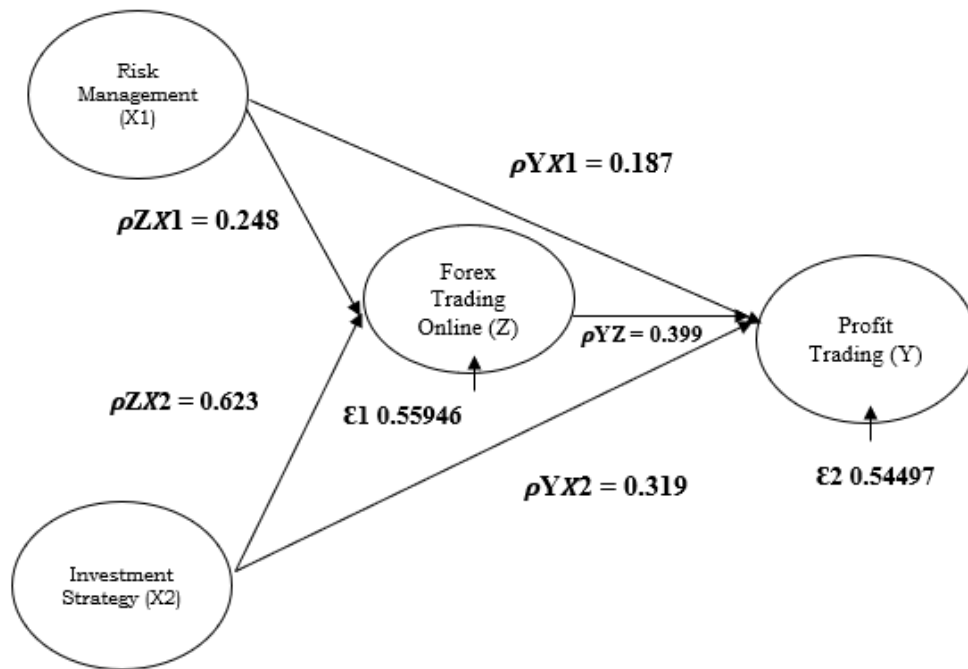 Risk
Management
(X1)
ρYX1 = 0.187
ρZX1 = 0.248
Forex
Trading
Online (Z)
ρYZ = 0.399
Profit
Trading (Y)
ρZX2 = 0.623
Ɛ1 0.55946
Ɛ2 0.54497
ρYX2 = 0.319
Investment
Strategy (X2)